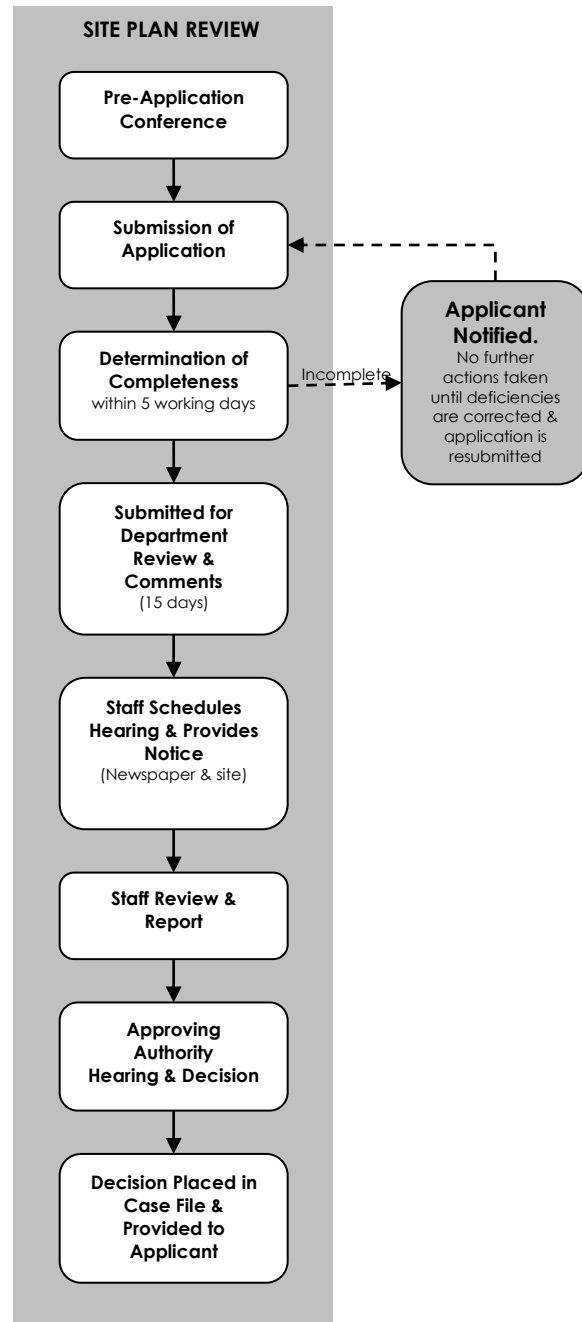 SITE PLAN REVIEW
Pre-Application
Conference
Submission of
Application
Determination of
Completeness
within 5 working days
Incomplete
Applicant
Notified.
No further
actions taken
until deficiencies
are corrected &
application is
resubmitted
Submitted for
Department
Review &
Comments
(15 days)
Staff Schedules
Hearing & Provides
Notice
(Newspaper & site)
Staff Review &
Report
Approving
Authority
Hearing & Decision
Decision Placed in
Case File &
Provided to
Applicant